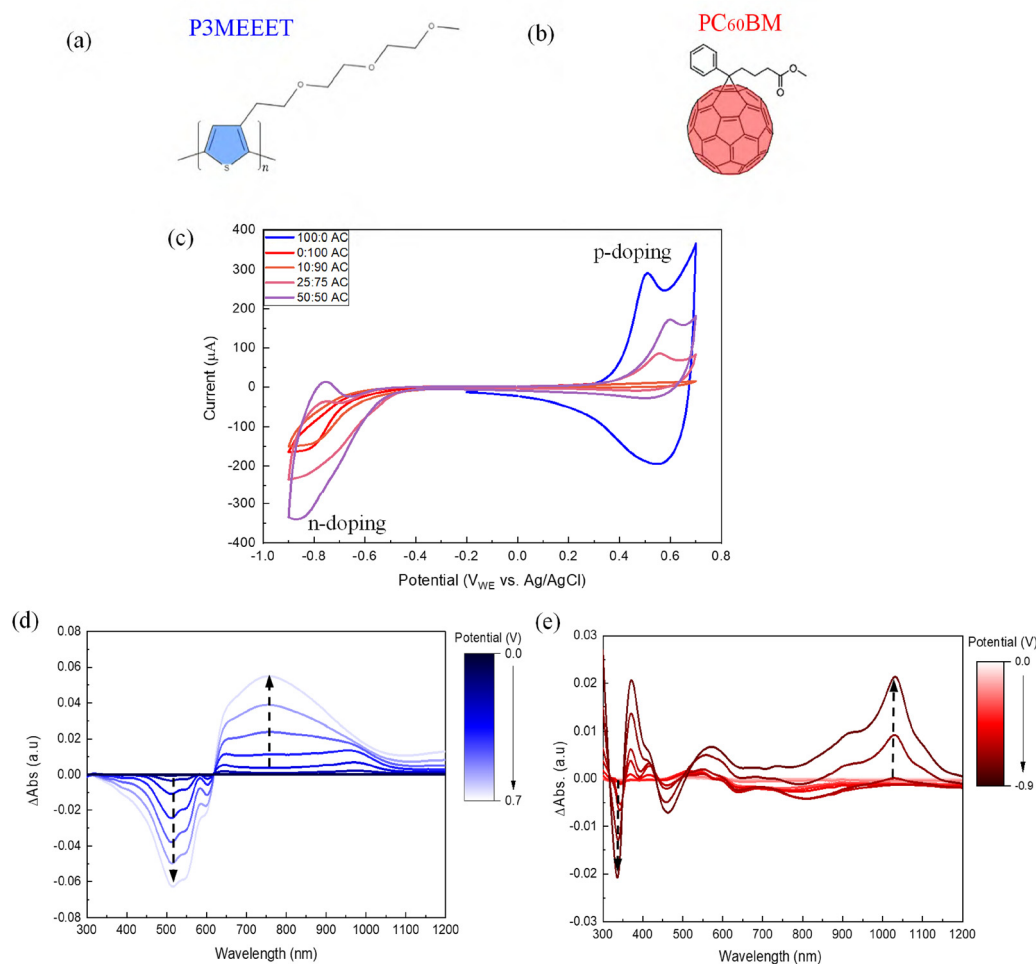 (a)
P3MEEET
O
O
O
S
n
(b)
PC60BM
O
O
(c)
100:0 AC
0:100 AC
10:90 AC
25:75 AC
50:50 AC
p-doping
n-doping
Current (μA)
400
300
200
100
0
-100
-200
-300
-400
-1.0 -0.8 -0.6 -0.4 -0.2 0.0 0.2 0.4 0.6 0.8
Potential (VWE vs. Ag/AgCl)
(d)
ΔAbs (a.u)
0.08
0.06
0.04
0.02
0.00
-0.02
-0.04
-0.06
-0.08
300 400 500 600 700 800 900 1000 1100 1200
Wavelength (nm)
Potential (V)
0.0
0.7
(e)
ΔAbs. (a.u)
0.03
0.02
0.01
0.00
-0.01
-0.02
-0.03
300 400 500 600 700 800 900 1000 1100 1200
Wavelength (nm)
Potential (V)
0.0
-0.9